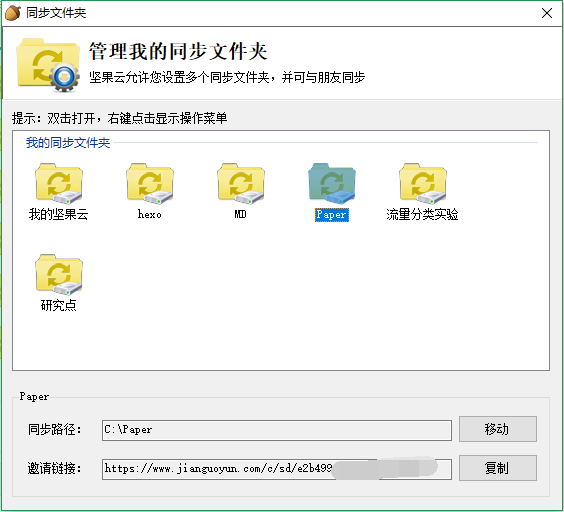 同步文件夹
管理我的同步文件夹
坚果云允许您设置多个同步文件夹，并可与朋友同步
提示：双击打开，右键点击显示操作菜单
我的同步文件夹
我的坚果云 hexo MD Paper 流量分类实验
研究点
Paper
同步路径： C:\Paper 移动
邀请链接： https://www.jianguoyun.com/c/sd/e2b499 复制